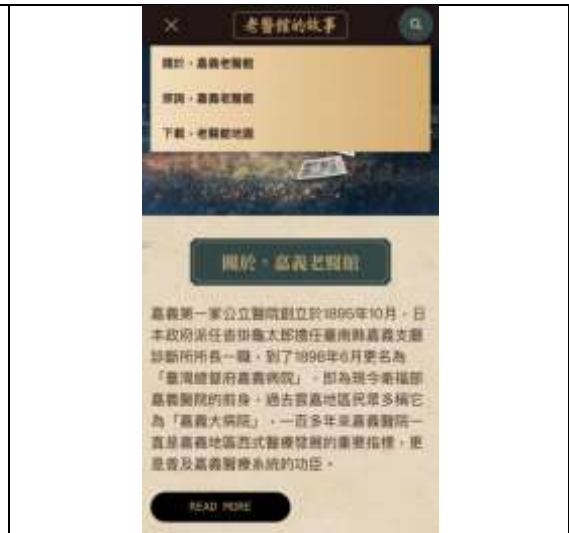 老醫館的故事
關於，嘉義老醫館
探詢，嘉義老醫館
下載，老醫館地圖
關於，嘉義老醫館
嘉義第一家公立醫院創立於1895年10月，日
本政府派任沓掛龜太郎擔任臺南縣嘉義支廳
診斷所所長一職，到了1898年6月更名為
「臺灣總督府嘉義病院」，即為現今衛福部
嘉義醫院的前身，過去雲嘉地區民眾多稱它
為「嘉義大病院」，一百多年來嘉義醫院一
直是嘉義地區西式醫療發展的重要指標，更
是普及嘉義醫療系統的功臣。
READ MORE